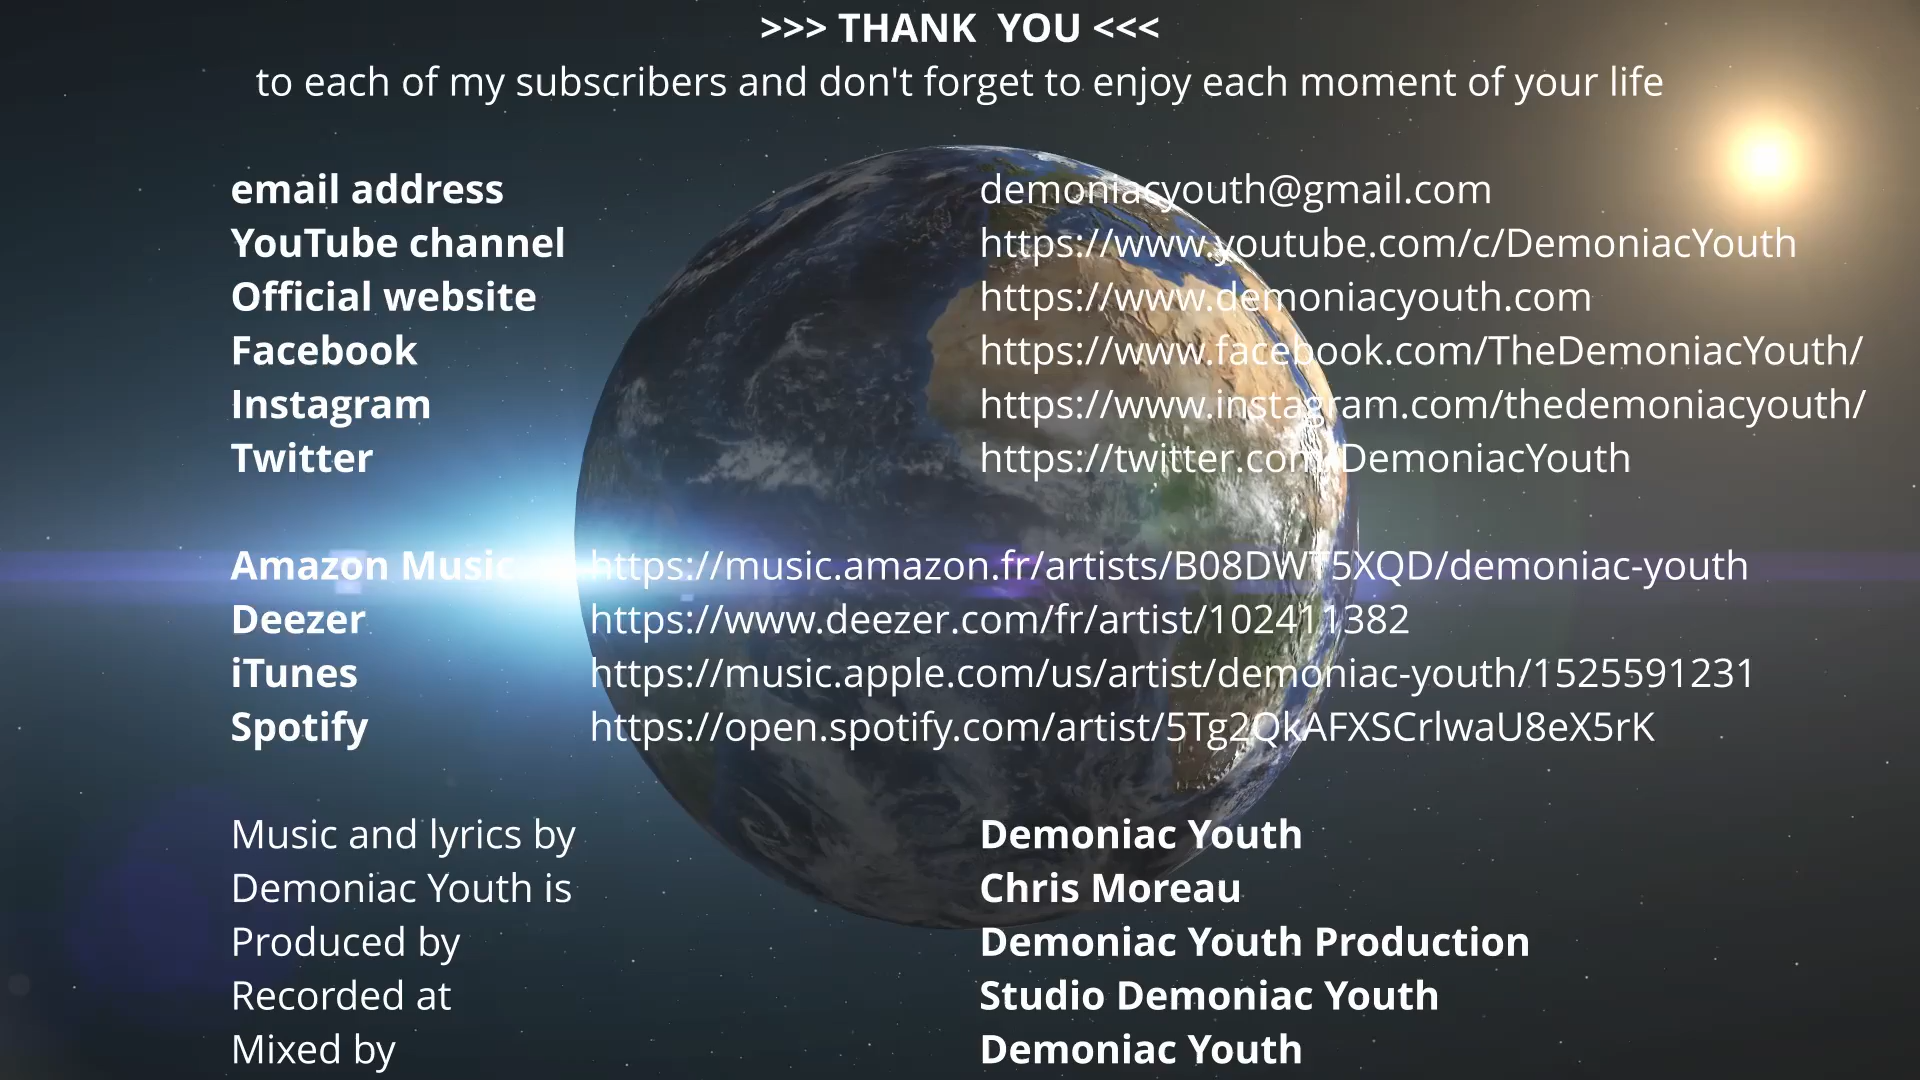 >>> THANK YOU <<<
to each of my subscribers and don't forget to enjoy each moment of your life
email address demoniacyouth@gmail.com
YouTube channel https://www.youtube.com/c/DemoniacYouth
Official website https://www.demoniacyouth.com
Facebook https://www.facebook.com/TheDemoniacYouth/
Instagram https://www.instagram.com/thedemoniacyouth/
Twitter https://twitter.com/DemoniacYouth
Amazon Music https://music.amazon.fr/artists/B08DWT5XQD/demoniac-youth
Deezer https://www.deezer.com/fr/artist/102411382
iTunes https://music.apple.com/us/artist/demoniac-youth/1525591231
Spotify https://open.spotify.com/artist/5Tg2QkAFXSCrlwaU8eX5rK
Music and lyrics by Demoniac Youth
Demoniac Youth is Chris Moreau
Produced by Demoniac Youth Production
Recorded at Studio Demoniac Youth
Mixed by Demoniac Youth